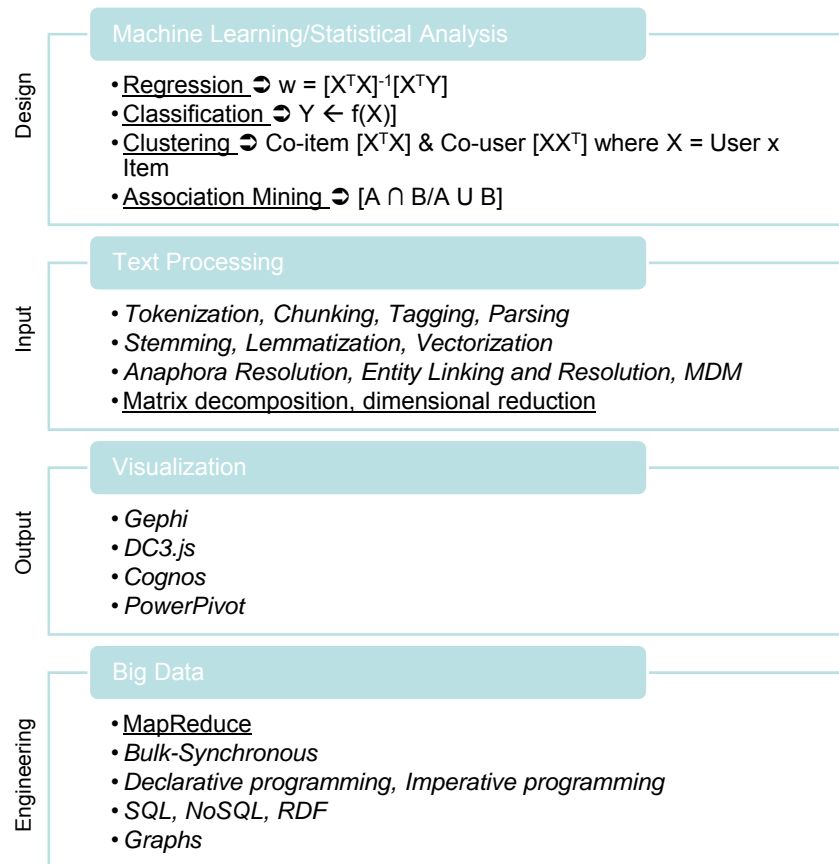 Machine Learning/Statistical Analysis
Design
• Regression ➲ w = [XᵀX]⁻¹[XᵀY]
• Classification ➲ Y ← f(X)]
• Clustering ➲ Co-item [XᵀX] & Co-user [XXᵀ] where X = User x
Item
• Association Mining ➲ [A ∩ B/A U B]
Text Processing
Input
• Tokenization, Chunking, Tagging, Parsing
• Stemming, Lemmatization, Vectorization
• Anaphora Resolution, Entity Linking and Resolution, MDM
• Matrix decomposition, dimensional reduction
Visualization
Output
• Gephi
• DC3.js
• Cognos
• PowerPivot
Big Data
Engineering
• MapReduce
• Bulk-Synchronous
• Declarative programming, Imperative programming
• SQL, NoSQL, RDF
• Graphs